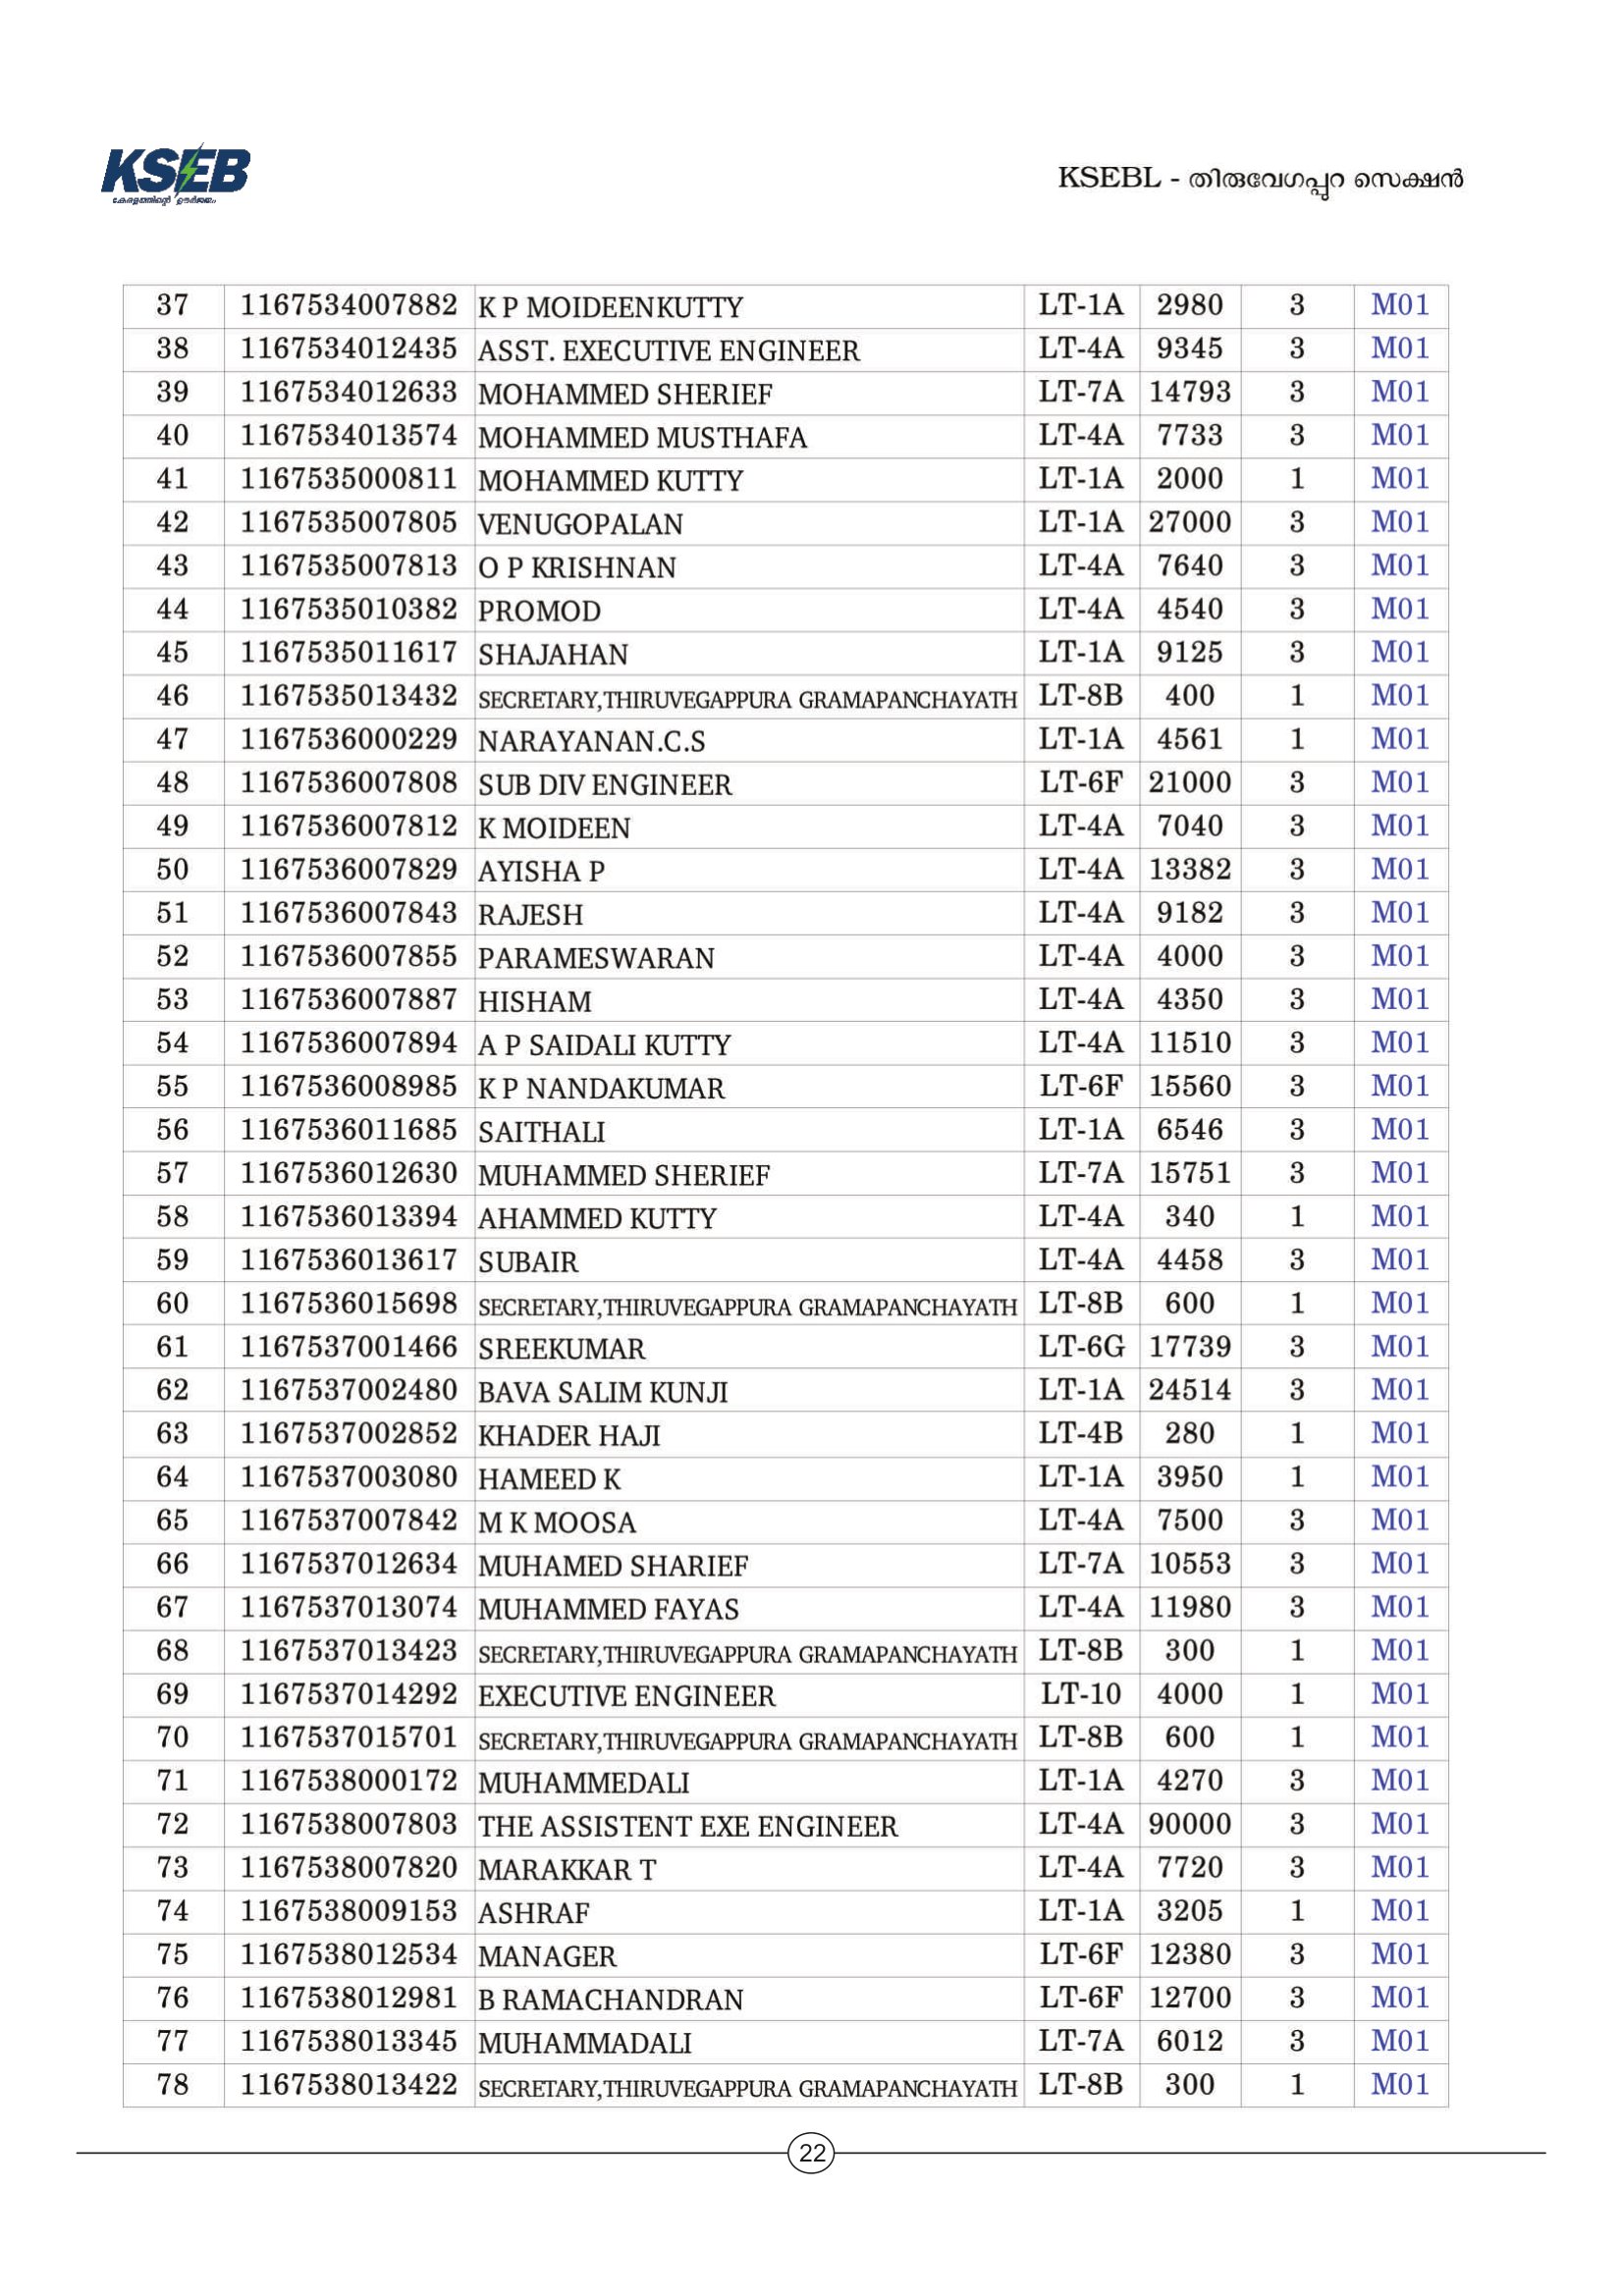 KSEB
കേരളത്തിന്റെ ഊർജ്ജം
KSEBL - തിരുവേഗപ്പുറ സെക്ഷൻ
37 1167534007882 K P MOIDEENKUTTY LT-1A 2980 3 M01
38 1167534012435 ASST. EXECUTIVE ENGINEER LT-4A 9345 3 M01
39 1167534012633 MOHAMMED SHERIEF LT-7A 14793 3 M01
40 1167534013574 MOHAMMED MUSTHAFA LT-4A 7733 3 M01
41 1167535000811 MOHAMMED KUTTY LT-1A 2000 1 M01
42 1167535007805 VENUGOPALAN LT-1A 27000 3 M01
43 1167535007813 O P KRISHNAN LT-4A 7640 3 M01
44 1167535010382 PROMOD LT-4A 4540 3 M01
45 1167535011617 SHAJAHAN LT-1A 9125 3 M01
46 1167535013432 SECRETARY,THIRUVEGAPPURA GRAMAPANCHAYATH LT-8B 400 1 M01
47 1167536000229 NARAYANAN.C.S LT-1A 4561 1 M01
48 1167536007808 SUB DIV ENGINEER LT-6F 21000 3 M01
49 1167536007812 K MOIDEEN LT-4A 7040 3 M01
50 1167536007829 AYISHA P LT-4A 13382 3 M01
51 1167536007843 RAJESH LT-4A 9182 3 M01
52 1167536007855 PARAMESWARAN LT-4A 4000 3 M01
53 1167536007887 HISHAM LT-4A 4350 3 M01
54 1167536007894 A P SAIDALI KUTTY LT-4A 11510 3 M01
55 1167536008985 K P NANDAKUMAR LT-6F 15560 3 M01
56 1167536011685 SAITHALI LT-1A 6546 3 M01
57 1167536012630 MUHAMMED SHERIEF LT-7A 15751 3 M01
58 1167536013394 AHAMMED KUTTY LT-4A 340 1 M01
59 1167536013617 SUBAIR LT-4A 4458 3 M01
60 1167536015698 SECRETARY,THIRUVEGAPPURA GRAMAPANCHAYATH LT-8B 600 1 M01
61 1167537001466 SREEKUMAR LT-6G 17739 3 M01
62 1167537002480 BAVA SALIM KUNJI LT-1A 24514 3 M01
63 1167537002852 KHADER HAJI LT-4B 280 1 M01
64 1167537003080 HAMEED K LT-1A 3950 1 M01
65 1167537007842 M K MOOSA LT-4A 7500 3 M01
66 1167537012634 MUHAMED SHARIEF LT-7A 10553 3 M01
67 1167537013074 MUHAMMED FAYAS LT-4A 11980 3 M01
68 1167537013423 SECRETARY,THIRUVEGAPPURA GRAMAPANCHAYATH LT-8B 300 1 M01
69 1167537014292 EXECUTIVE ENGINEER LT-10 4000 1 M01
70 1167537015701 SECRETARY,THIRUVEGAPPURA GRAMAPANCHAYATH LT-8B 600 1 M01
71 1167538000172 MUHAMMEDALI LT-1A 4270 3 M01
72 1167538007803 THE ASSISTENT EXE ENGINEER LT-4A 90000 3 M01
73 1167538007820 MARAKKAR T LT-4A 7720 3 M01
74 1167538009153 ASHRAF LT-1A 3205 1 M01
75 1167538012534 MANAGER LT-6F 12380 3 M01
76 1167538012981 B RAMACHANDRAN LT-6F 12700 3 M01
77 1167538013345 MUHAMMADALI LT-7A 6012 3 M01
78 1167538013422 SECRETARY,THIRUVEGAPPURA GRAMAPANCHAYATH LT-8B 300 1 M01
22